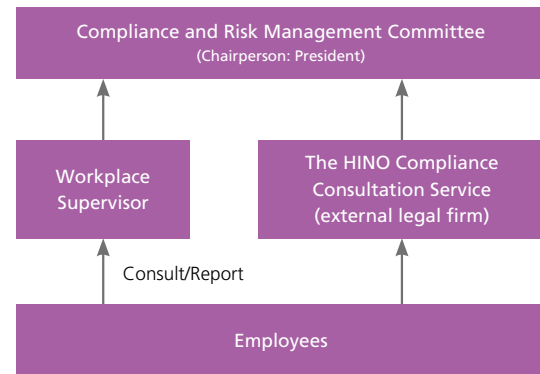 Compliance and Risk Management Committee
(Chairperson: President)
Workplace
Supervisor
The HINO Compliance
Consultation Service
(external legal firm)
Consult/Report
Employees